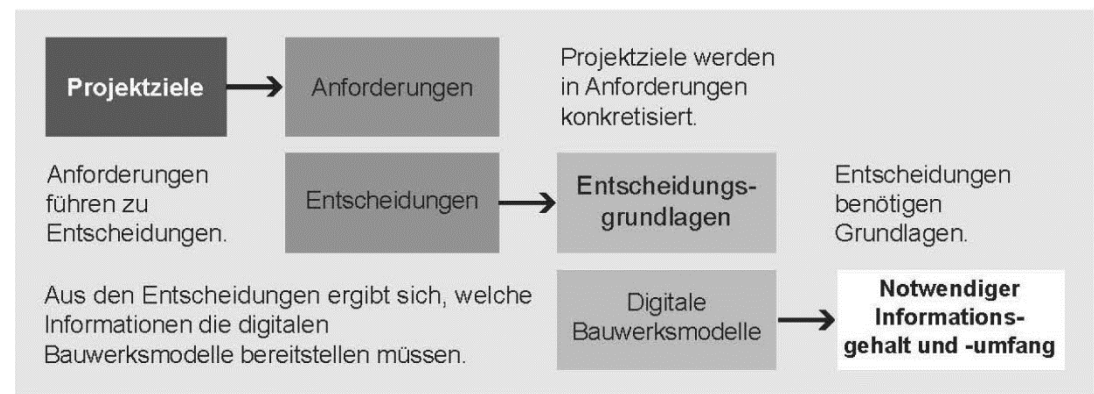 Projektziele
Anforderungen
Projektziele werden
in Anforderungen
konkretisiert.
Anforderungen
führen zu
Entscheidungen.
Entscheidungen
Entscheidungs-
grundlagen
Entscheidungen
benötigen
Grundlagen.
Aus den Entscheidungen ergibt sich, welche
Informationen die digitalen
Bauwerksmodelle bereitstellen müssen.
Digitale
Bauwerksmodelle
Notwendiger
Informations-
gehalt und -umfang